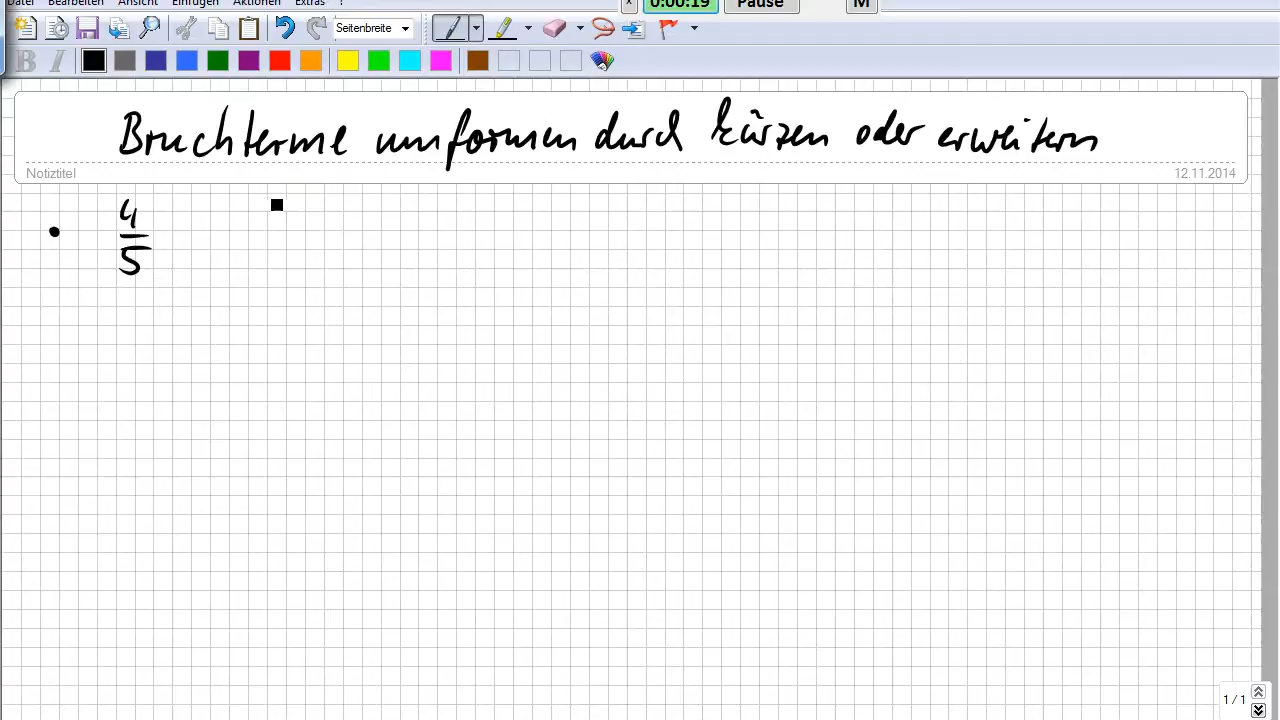 Datei Bearbeiten Ansicht Einfügen Aktionen Extras ?
x 0:00:19 Pause M
Seitenbreite
B I
Bruchterme umformen durch kürzen oder erweitern
Notiztitel 12.11.2014
4
5
1 / 1